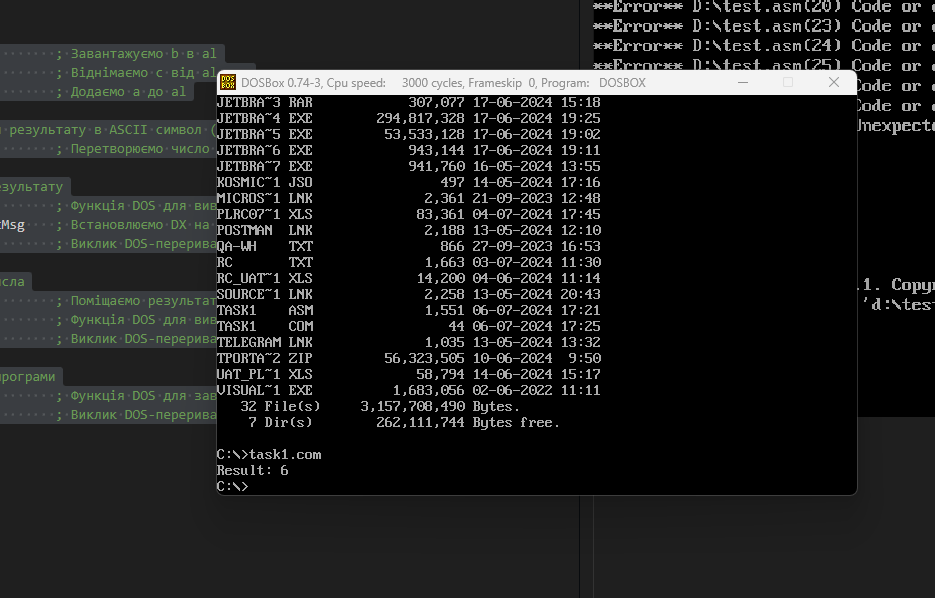 ; Завантажуємо b в al
; Віднімаємо c від al
; Додаємо a до al
результату в ASCII символ (
; Перетворюємо число
езультату
; Функція DOS для вив
tMsg ; Встановлюємо DX на
; Виклик DOS-перерива
исла
; Поміщаємо результат
; Функція DOS для вив
; Виклик DOS-перерива
програми
; Функція DOS для зав
; Виклик DOS-перерива
**Error** D:\test.asm(20) Code or
**Error** D:\test.asm(23) Code or
**Error** D:\test.asm(24) Code or
**Error** D:\test.asm(25) Code or
Code or
Code or
Unexpect
.1. Copy
'd:\test
DOSBox 0.74-3, Cpu speed: 3000 cycles, Frameskip 0, Program: DOSBOX
JETBRA~3 RAR 307,077 17-06-2024 15:18
JETBRA~4 EXE 294,817,328 17-06-2024 19:25
JETBRA~5 EXE 53,533,128 17-06-2024 19:02
JETBRA~6 EXE 943,144 17-06-2024 19:11
JETBRA~7 EXE 941,760 16-05-2024 13:55
KOSMIC~1 JSO 497 14-05-2024 17:16
MICROS~1 LNK 2,361 21-09-2023 12:48
PLRC07~1 XLS 83,361 04-07-2024 17:45
POSTMAN LNK 2,188 13-05-2024 12:10
QA-WH TXT 866 27-09-2023 16:53
RC TXT 1,663 03-07-2024 11:30
RC_UAT~1 XLS 14,200 04-06-2024 11:14
SOURCE~1 LNK 2,258 13-05-2024 20:43
TASK1 ASM 1,551 06-07-2024 17:21
TASK1 COM 44 06-07-2024 17:25
TELEGRAM LNK 1,035 13-05-2024 13:32
TPORTA~2 ZIP 56,323,505 10-06-2024 9:50
UAT_PL~1 XLS 58,794 14-06-2024 15:17
VISUAL~1 EXE 1,683,056 02-06-2022 11:11
32 File(s) 3,157,708,490 Bytes.
7 Dir(s) 262,111,744 Bytes free.
C:\>task1.com
Result: 6
C:\>